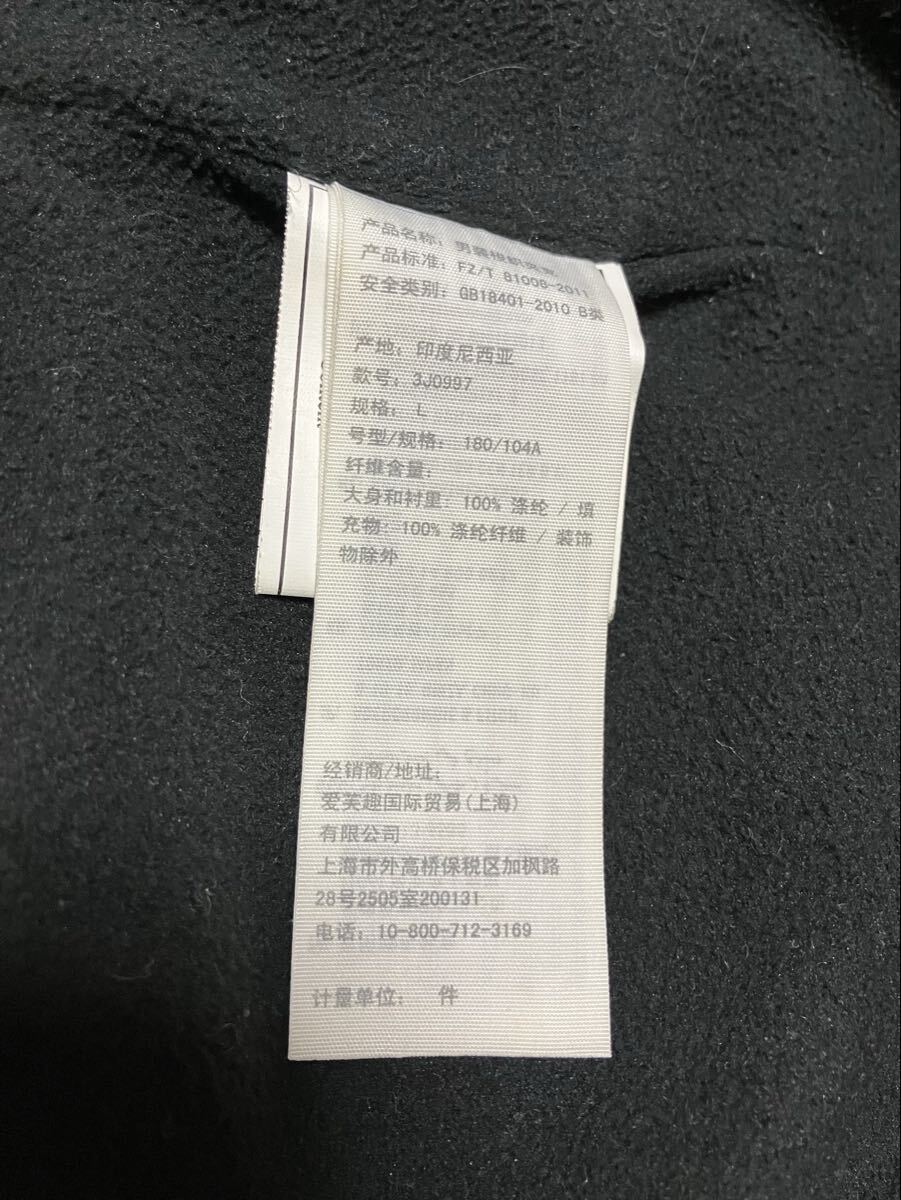 产品名称: 男装梭织夹克
产品标准: FZ/T 81008-2011
安全类别: GB18401-2010 B类
产地: 印度尼西亚
款号: 3J0997
规格: L
号型/规格: 180/104A
纤维含量:
大身和衬里: 100% 涤纶 / 填
充物: 100% 涤纶纤维 / 装饰
物除外
经销商/地址:
爱芙趣国际贸易(上海)
有限公司
上海市外高桥保税区加枫路
28号2505室200131
电话: 10-800-712-3169
计量单位: 件